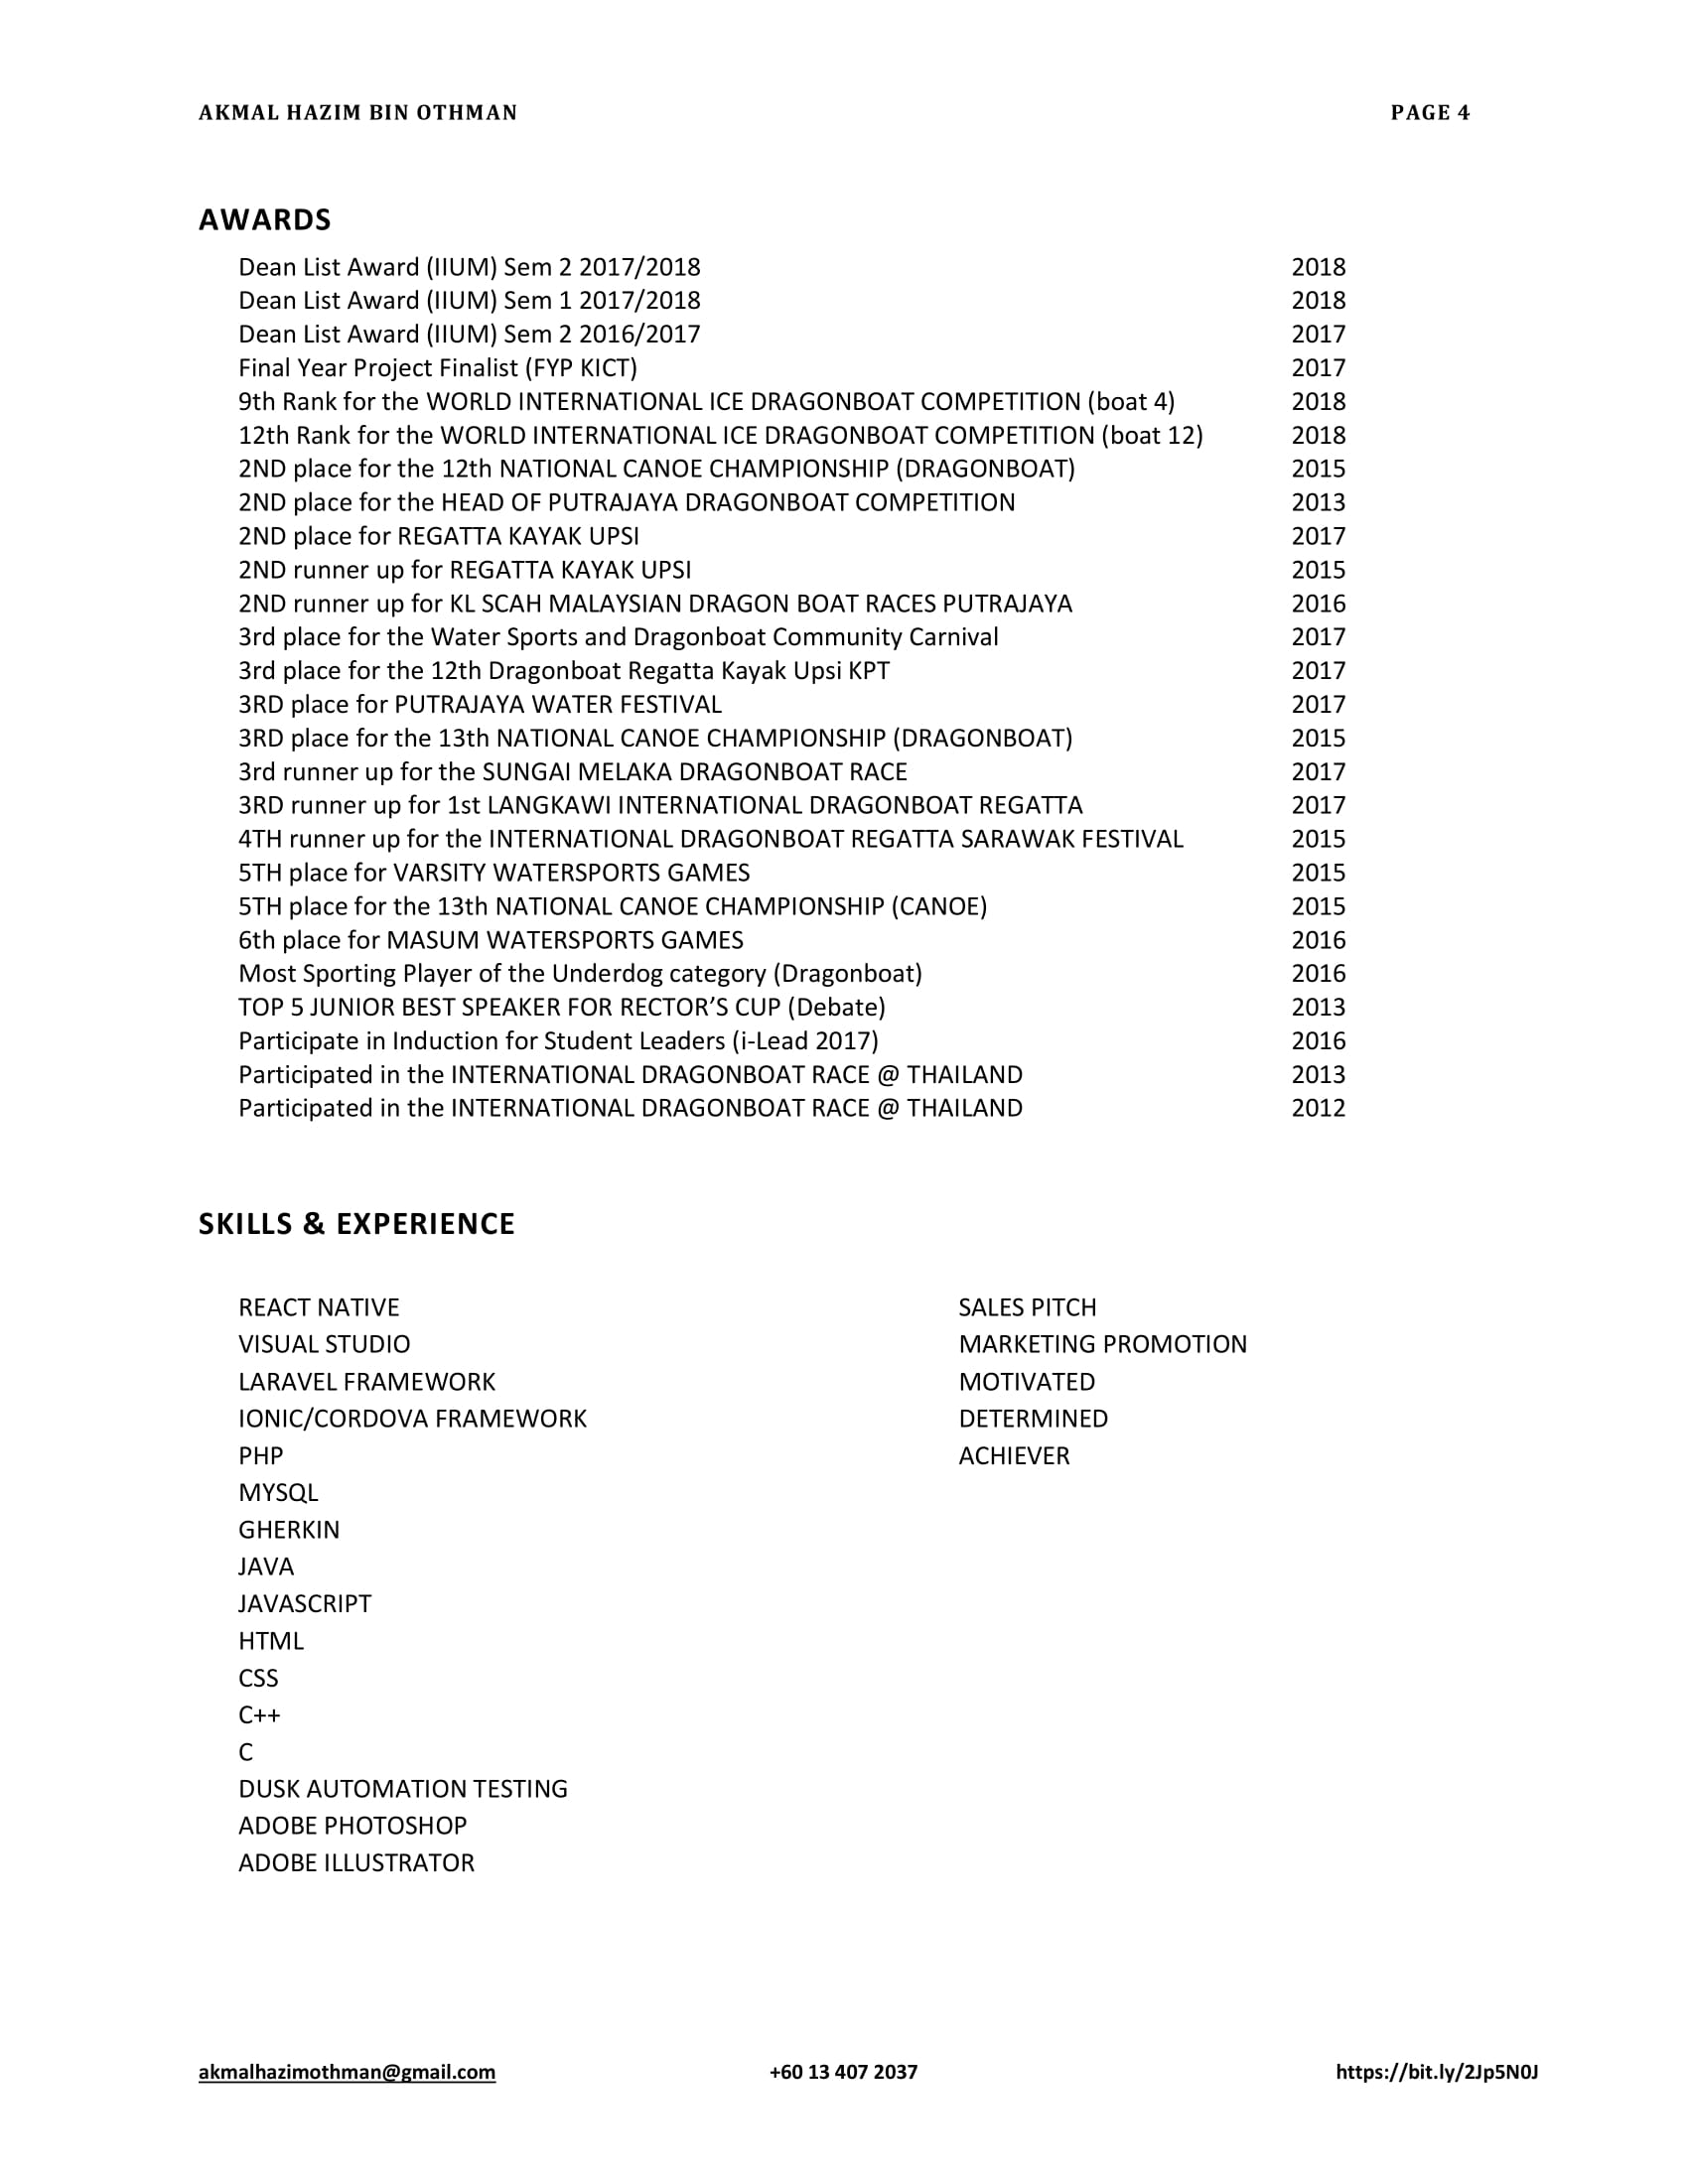 AKMAL HAZIM BIN OTHMAN PAGE 4
AWARDS
Dean List Award (IIUM) Sem 2 2017/2018 2018
Dean List Award (IIUM) Sem 1 2017/2018 2018
Dean List Award (IIUM) Sem 2 2016/2017 2017
Final Year Project Finalist (FYP KICT) 2017
9th Rank for the WORLD INTERNATIONAL ICE DRAGONBOAT COMPETITION (boat 4) 2018
12th Rank for the WORLD INTERNATIONAL ICE DRAGONBOAT COMPETITION (boat 12) 2018
2ND place for the 12th NATIONAL CANOE CHAMPIONSHIP (DRAGONBOAT) 2015
2ND place for the HEAD OF PUTRAJAYA DRAGONBOAT COMPETITION 2013
2ND place for REGATTA KAYAK UPSI 2017
2ND runner up for REGATTA KAYAK UPSI 2015
2ND runner up for KL SCAH MALAYSIAN DRAGON BOAT RACES PUTRAJAYA 2016
3rd place for the Water Sports and Dragonboat Community Carnival 2017
3rd place for the 12th Dragonboat Regatta Kayak Upsi KPT 2017
3RD place for PUTRAJAYA WATER FESTIVAL 2017
3RD place for the 13th NATIONAL CANOE CHAMPIONSHIP (DRAGONBOAT) 2015
3rd runner up for the SUNGAI MELAKA DRAGONBOAT RACE 2017
3RD runner up for 1st LANGKAWI INTERNATIONAL DRAGONBOAT REGATTA 2017
4TH runner up for the INTERNATIONAL DRAGONBOAT REGATTA SARAWAK FESTIVAL 2015
5TH place for VARSITY WATERSPORTS GAMES 2015
5TH place for the 13th NATIONAL CANOE CHAMPIONSHIP (CANOE) 2015
6th place for MASUM WATERSPORTS GAMES 2016
Most Sporting Player of the Underdog category (Dragonboat) 2016
TOP 5 JUNIOR BEST SPEAKER FOR RECTOR’S CUP (Debate) 2013
Participate in Induction for Student Leaders (i-Lead 2017) 2016
Participated in the INTERNATIONAL DRAGONBOAT RACE @ THAILAND 2013
Participated in the INTERNATIONAL DRAGONBOAT RACE @ THAILAND 2012
SKILLS & EXPERIENCE
REACT NATIVE
VISUAL STUDIO
LARAVEL FRAMEWORK
IONIC/CORDOVA FRAMEWORK
PHP
MYSQL
GHERKIN
JAVA
JAVASCRIPT
HTML
CSS
C++
C
DUSK AUTOMATION TESTING
ADOBE PHOTOSHOP
ADOBE ILLUSTRATOR
SALES PITCH
MARKETING PROMOTION
MOTIVATED
DETERMINED
ACHIEVER
akmalhazimothman@gmail.com +60 13 407 2037 https://bit.ly/2Jp5N0J